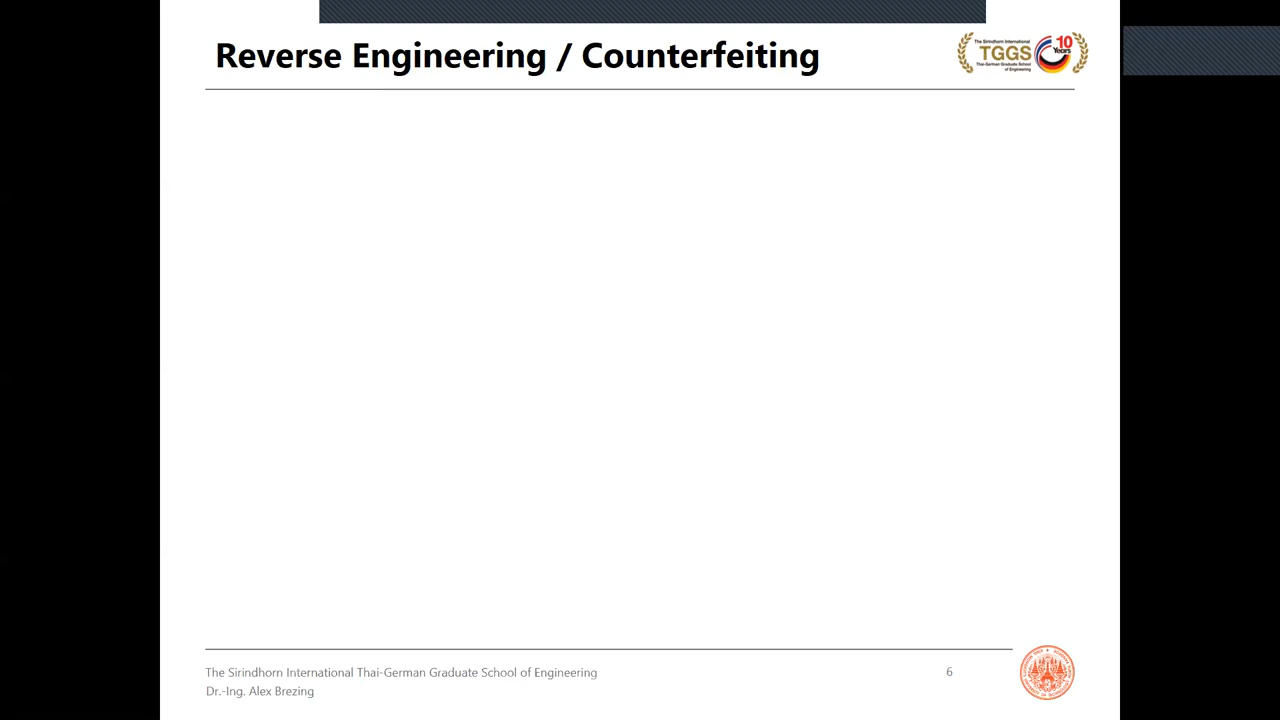 Reverse Engineering / Counterfeiting
The Sirindhorn International
TGGS
Thai-German Graduate School
of Engineering
10
Years
The Sirindhorn International Thai-German Graduate School of Engineering
6
Dr.-Ing. Alex Brezing